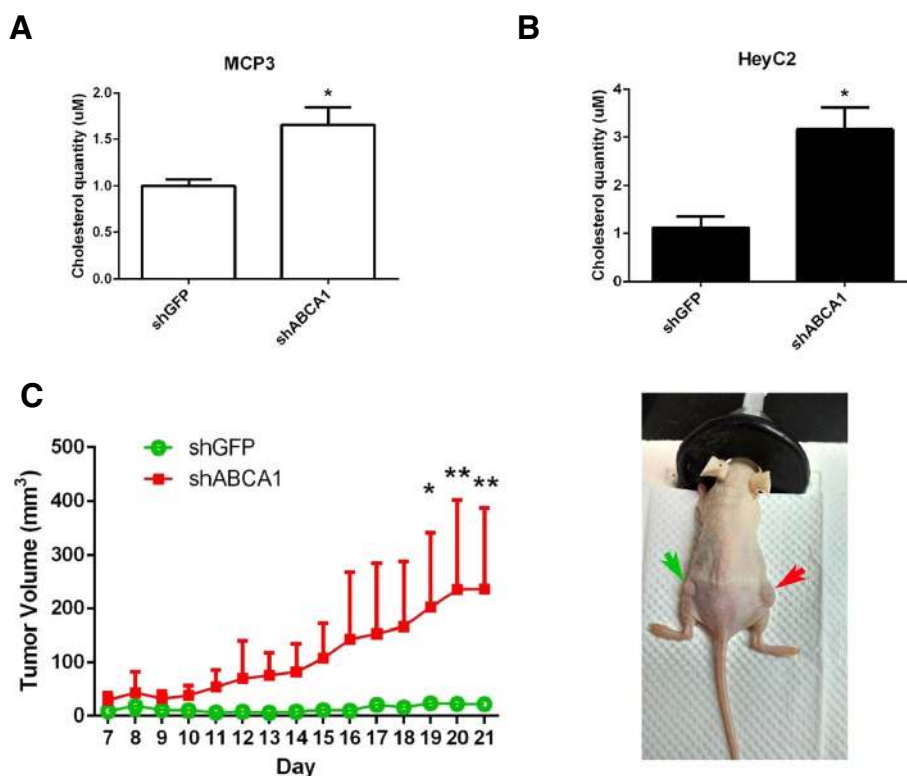 A
MCP3
Cholesterol quantity (uM)
2.0
1.5
1.0
0.5
0.0
*
shGFP
shABCA1
B
HeyC2
Cholesterol quantity (uM)
4
3
2
1
0
*
shGFP
shABCA1
C
Tumor Volume (mm³)
500
400
300
200
100
0
shGFP
shABCA1
* ** **
7 8 9 10 11 12 13 14 15 16 17 18 19 20 21
Day